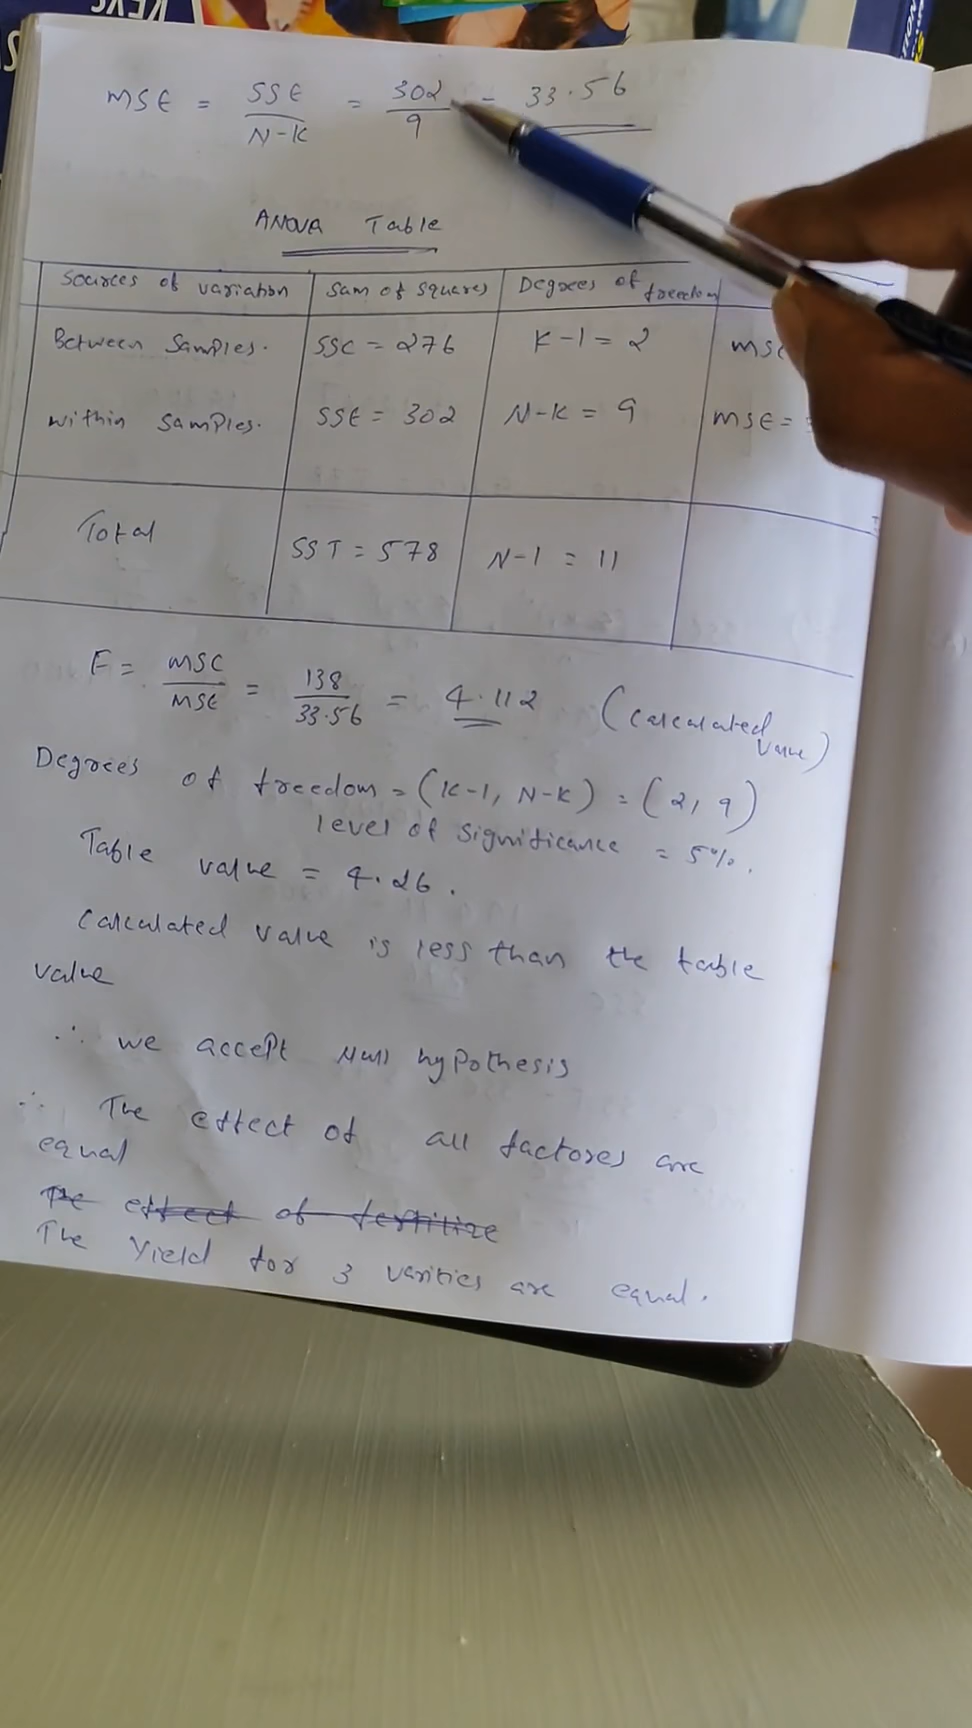 KEYS
MSE = SSE / N-K = 302 / 9 = 33.56
ANOVA Table
Sources of variation | Sum of squares | Degrees of freedom
Between Samples. | SSC = 276 | K-1 = 2 | MSC
Within Samples. | SSE = 302 | N-K = 9 | MSE =
Total | SST = 578 | N-1 = 11
F = MSC / MSE = 138 / 33.56 = 4.112 (Calculated value)
Degrees of freedom = (K-1, N-K) = (2, 9)
level of Significance = 5%.
Table value = 4.26.
Calculated value is less than the table
value
∴ we accept Null hypothesis
∴ The effect of all factores are
equal
The effect of fertilize
The Yield for 3 varities are equal.